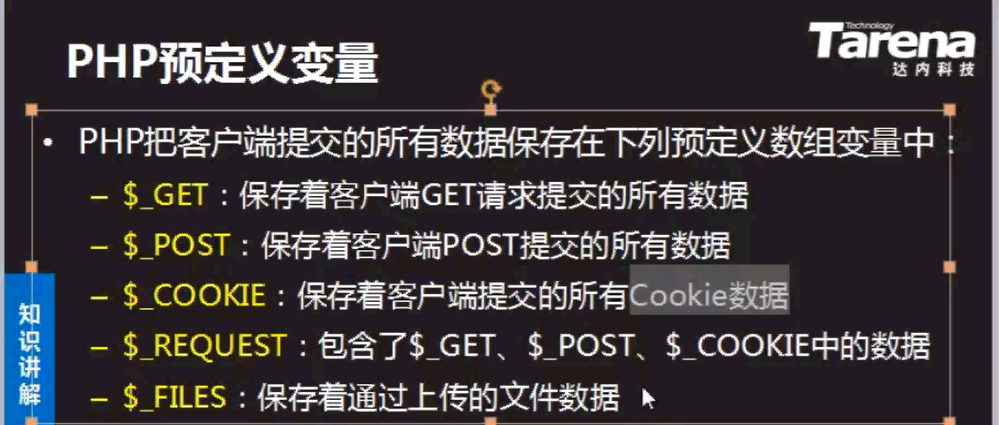 Technology
Tarena
达内科技
PHP预定义变量
• PHP把客户端提交的所有数据保存在下列预定义数组变量中：
– $_GET：保存着客户端GET请求提交的所有数据
– $_POST：保存着客户端POST提交的所有数据
– $_COOKIE：保存着客户端提交的所有Cookie数据
– $_REQUEST：包含了$_GET、$_POST、$_COOKIE中的数据
– $_FILES：保存着通过上传的文件数据
知识讲解